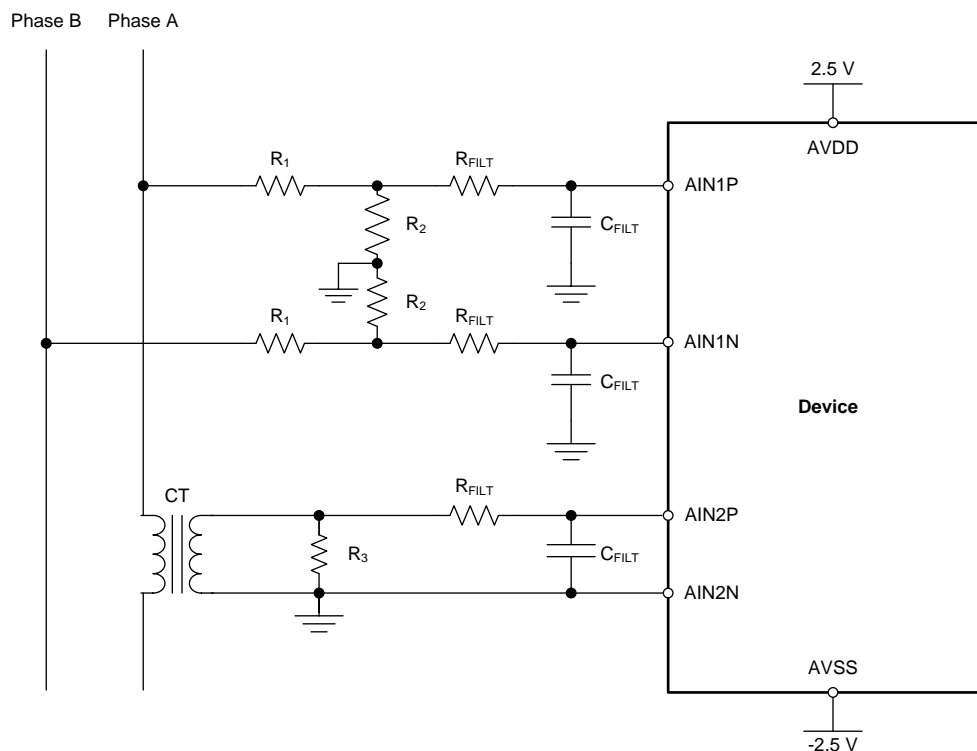 Phase B Phase A
2.5 V
AVDD
R1 RFILT
AIN1P
R2
CFILT
R2
R1 RFILT
AIN1N
CFILT
Device
CT
RFILT
AIN2P
R3
CFILT
AIN2N
AVSS
-2.5 V